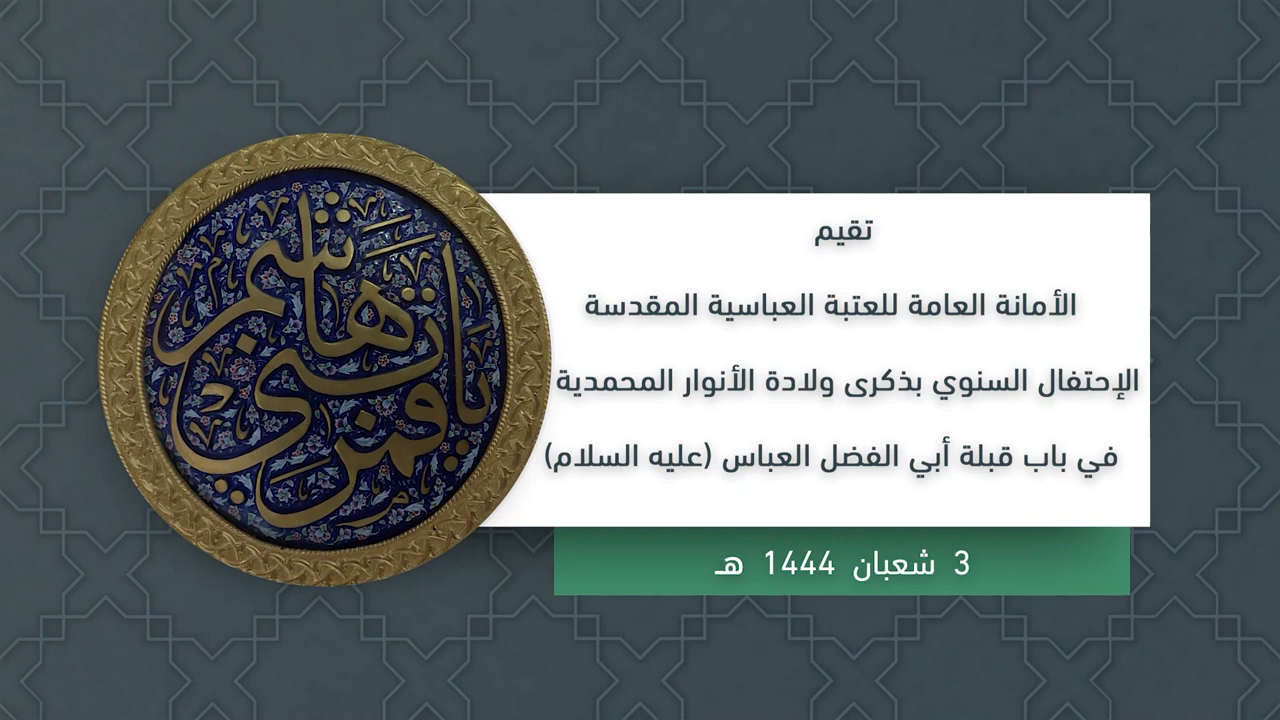 يا قمر بني هاشم
تقيم
الأمانة العامة للعتبة العباسية المقدسة
الإحتفال السنوي بذكرى ولادة الأنوار المحمدية
في باب قبلة أبي الفضل العباس (عليه السلام)
3 شعبان 1444 هـ